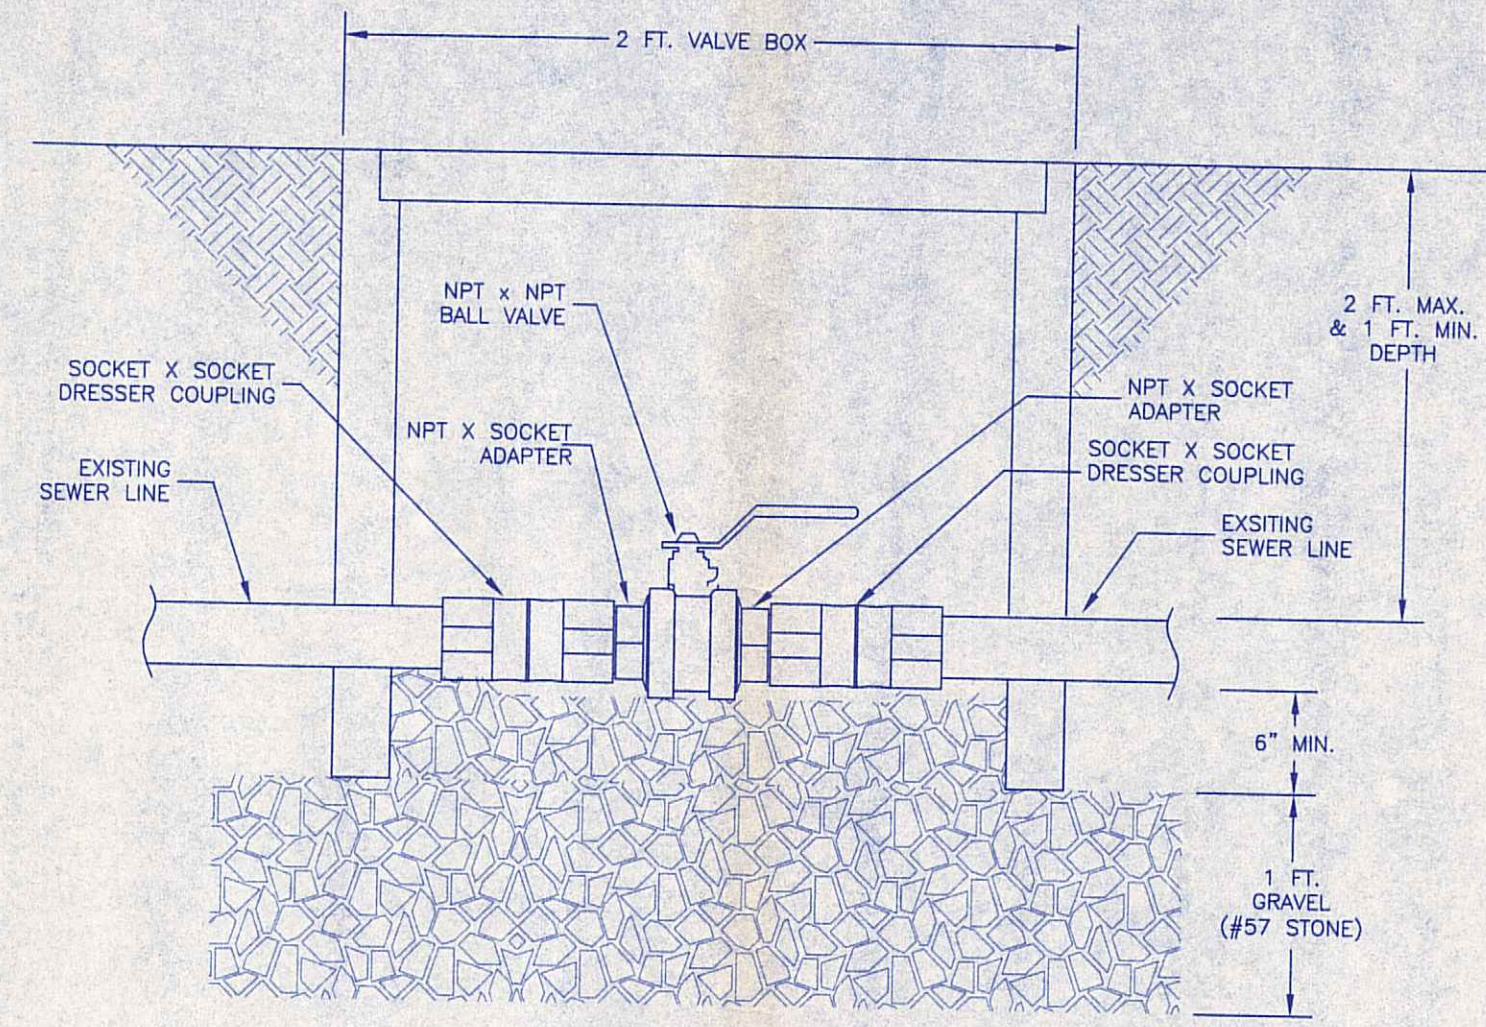 2 FT. VALVE BOX
NPT x NPT
BALL VALVE
2 FT. MAX.
& 1 FT. MIN.
DEPTH
SOCKET X SOCKET
DRESSER COUPLING
NPT X SOCKET
ADAPTER
NPT X SOCKET
ADAPTER
SOCKET X SOCKET
DRESSER COUPLING
EXISTING
SEWER LINE
EXSITING
SEWER LINE
6" MIN.
1 FT.
GRAVEL
(#57 STONE)